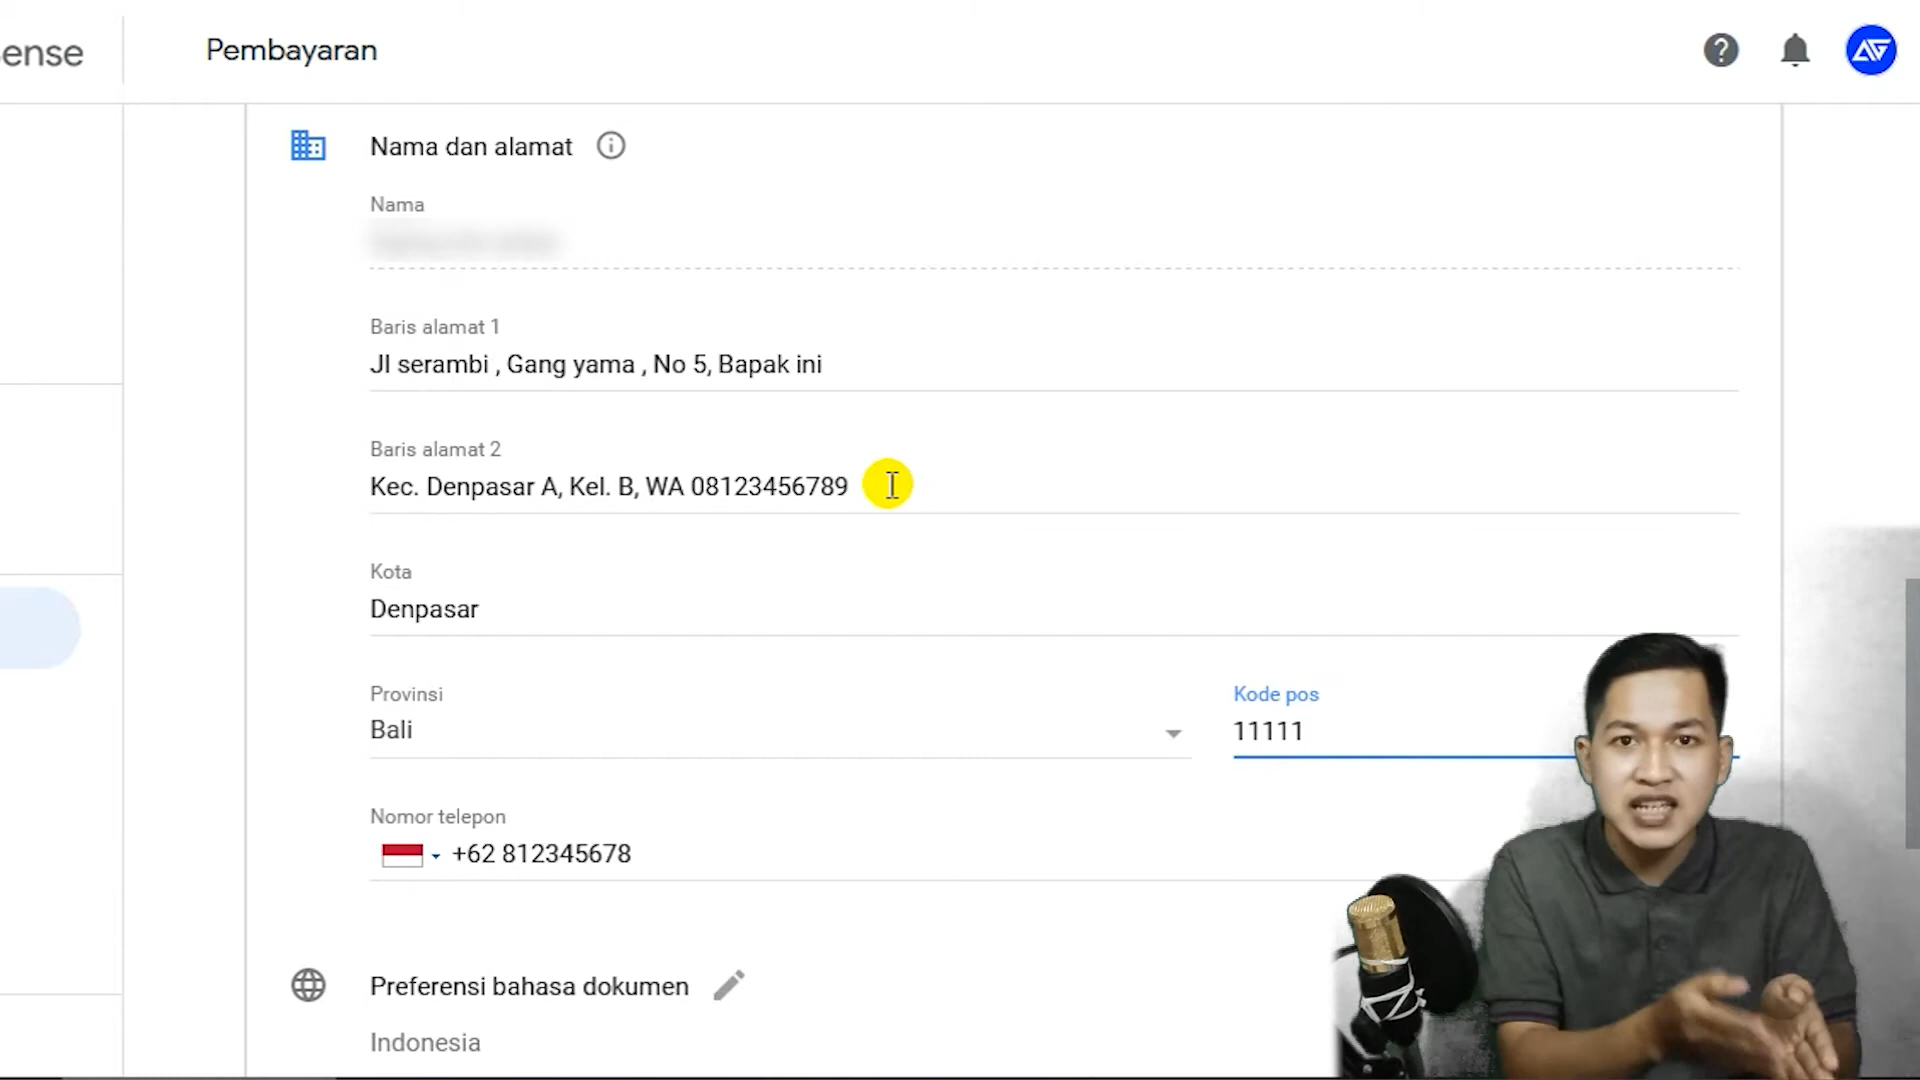 ense
Pembayaran
Nama dan alamat
Nama
Baris alamat 1
Jl serambi , Gang yama , No 5, Bapak ini
Baris alamat 2
Kec. Denpasar A, Kel. B, WA 08123456789
Kota
Denpasar
Provinsi
Kode pos
Bali
11111
Nomor telepon
+62 812345678
Preferensi bahasa dokumen
Indonesia